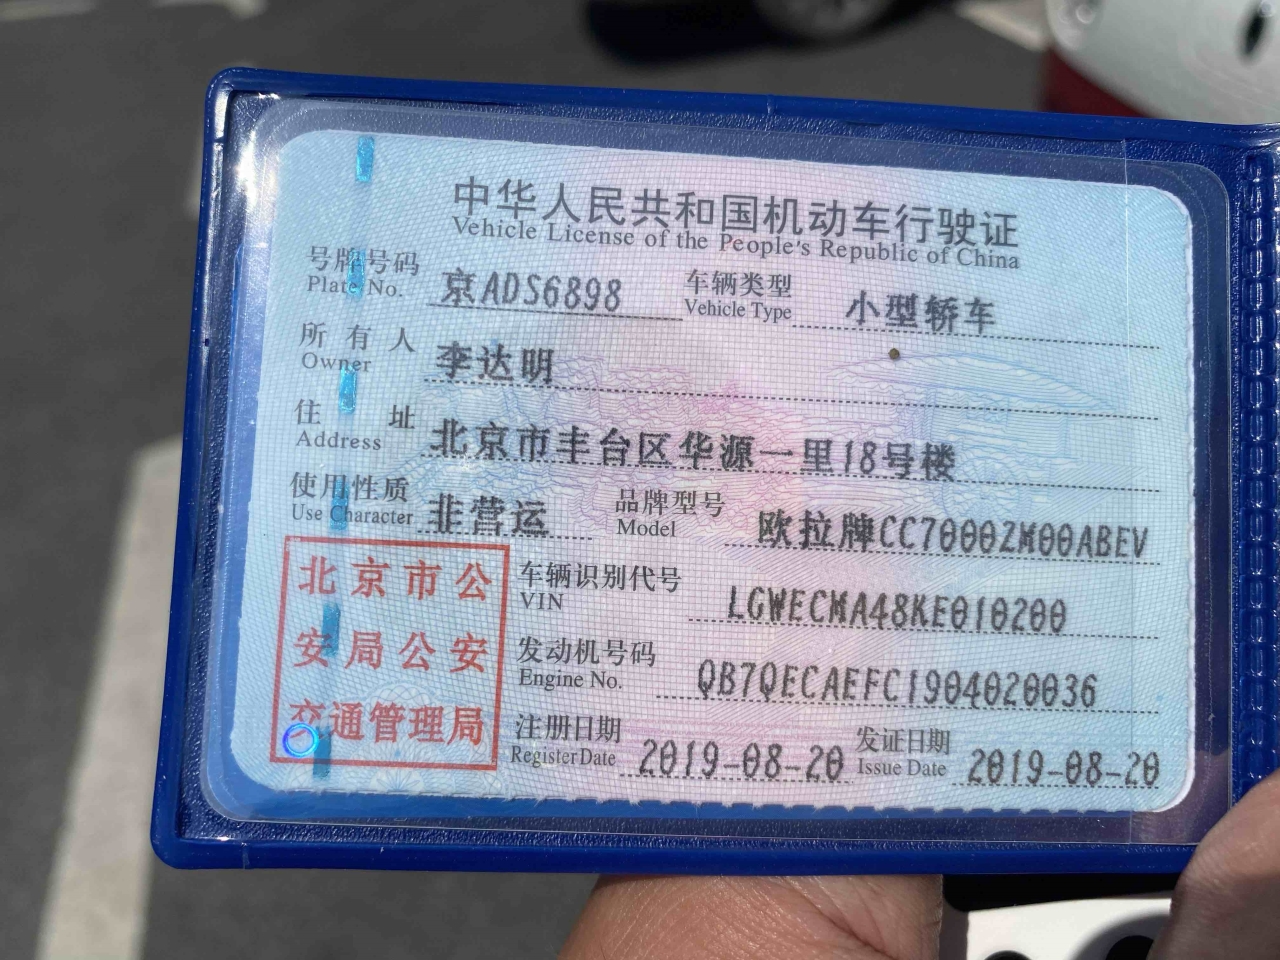 中华人民共和国机动车行驶证
Vehicle License of the People's Republic of China
号牌号码 京ADS6898 车辆类型 小型轿车
Plate No. Vehicle Type
所有人 李达明
Owner
住址 北京市丰台区华源一里18号楼
Address
使用性质 非营运 品牌型号 欧拉牌CC7000ZM00ABEV
Use Character Model
北京市公
安局公安
交通管理局
车辆识别代号 LGWECMA48KE010200
VIN
发动机号码 QB7QECAEFC1904020036
Engine No.
注册日期 2019-08-20 发证日期 2019-08-20
Register Date Issue Date